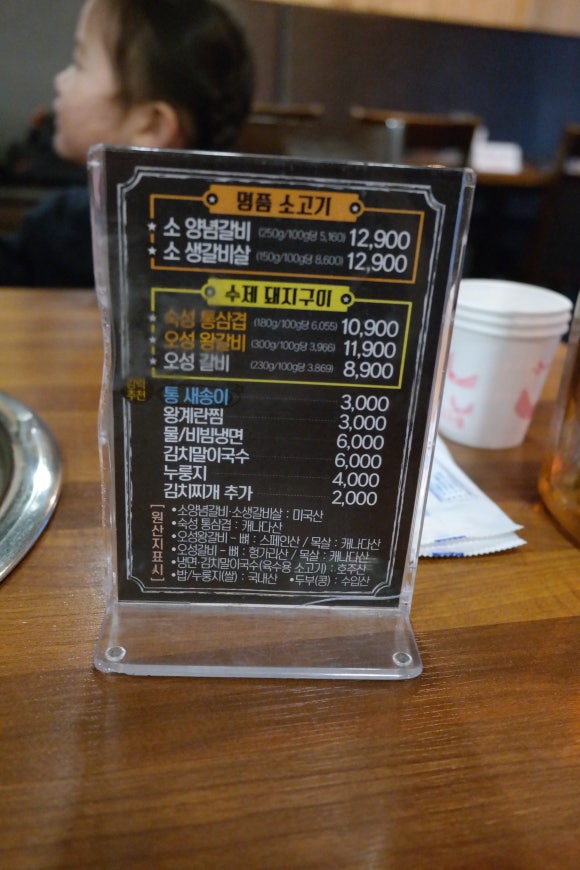 명품 소고기
소 양념갈비 (250g/100g당 5,160) 12,900
소 생갈비살 (150g/100g당 8,600) 12,900
수제 돼지구이
숙성 통삼겹 (180g/100g당 6,055) 10,900
오성 왕갈비 (300g/100g당 3,966) 11,900
오성 갈비 (230g/100g당 3,869) 8,900
강력추천 통 새송이 3,000
왕계란찜 3,000
물/비빔냉면 6,000
김치말이국수 6,000
누룽지 4,000
김치찌개 추가 2,000
[원산지표시]
•소양념갈비·소생갈비살 : 미국산
•숙성 통삼겹 : 캐나다산
•오성왕갈비 - 뼈 : 스페인산 / 목살 : 캐나다산
•오성갈비 - 뼈 : 헝가리산 / 목살 : 캐나다산
•냉면·김치말이국수(육수용 소고기) : 호주산
•밥/누룽지(쌀) : 국내산 •두부(콩) : 수입산